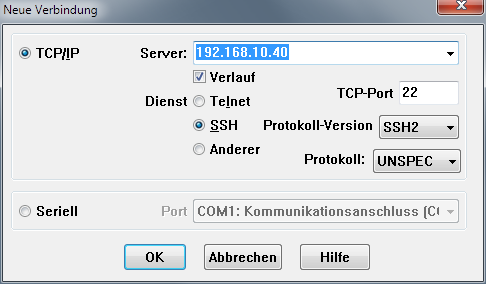 Neue Verbindung
TCP/IP
Server:
192.168.10.40
Verlauf
TCP-Port
22
Dienst
Telnet
SSH
Protokoll-Version
SSH2
Anderer
Protokoll:
UNSPEC
Seriell
Port
COM1: Kommunikationsanschluss (CO
OK
Abbrechen
Hilfe